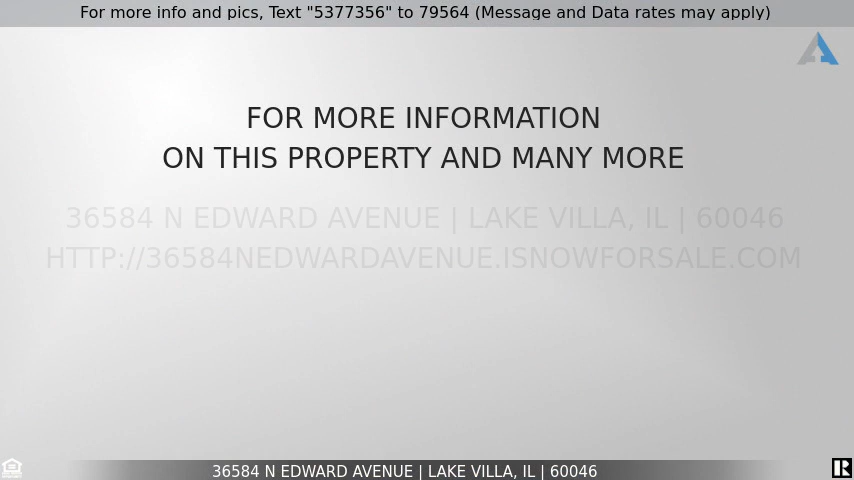 For more info and pics, Text "5377356" to 79564 (Message and Data rates may apply)
FOR MORE INFORMATION
ON THIS PROPERTY AND MANY MORE
36584 N EDWARD AVENUE | LAKE VILLA, IL | 60046
HTTP://36584NEDWARDAVENUE.ISNOWFORSALE.COM
36584 N EDWARD AVENUE | LAKE VILLA, IL | 60046